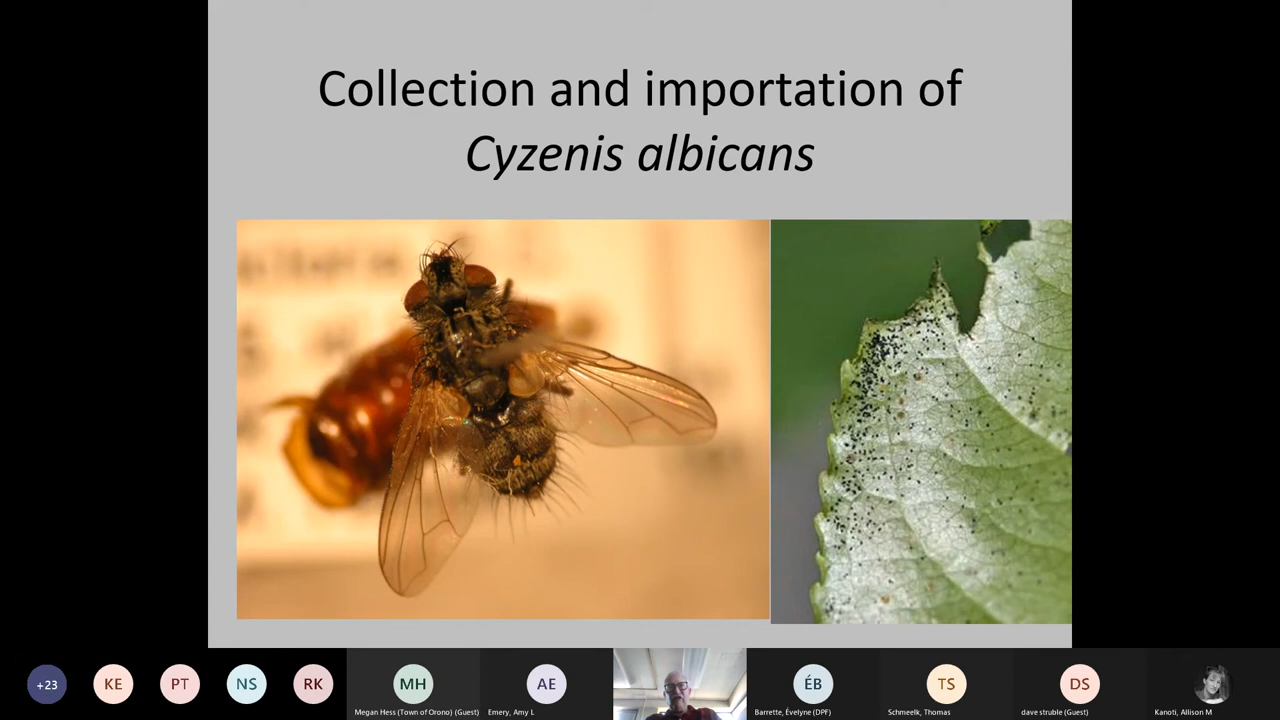 Collection and importation of
Cyzenis albicans
+23
KE
PT
NS
RK
MH
AE
ÉB
TS
DS
Megan Hess (Town of Orono) (Guest)
Emery, Amy L
Barrette, Évelyne (DPF)
Schmeelk, Thomas
dave struble (Guest)
Kanoti, Allison M